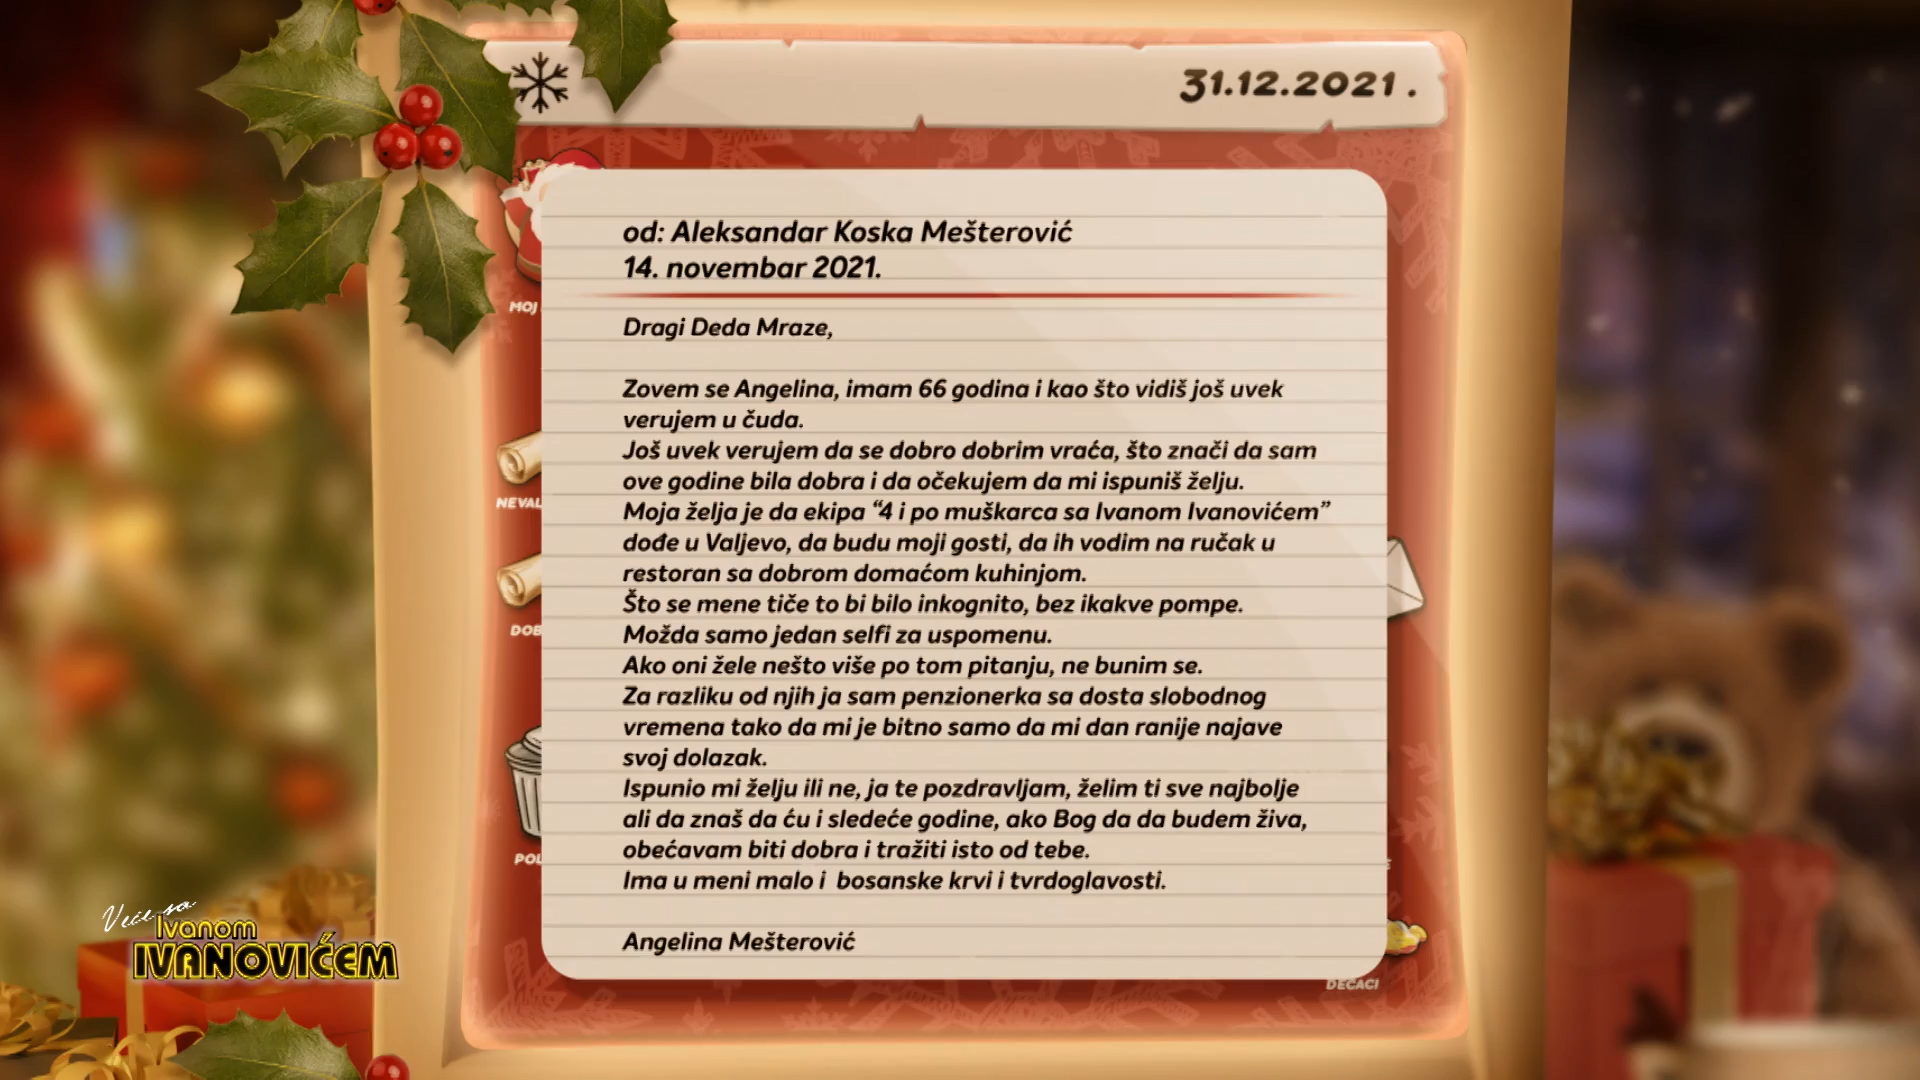 31.12.2021.
od: Aleksandar Koska Mešterović
14. novembar 2021.
Dragi Deda Mraze,
Zovem se Angelina, imam 66 godina i kao što vidiš još uvek
verujem u čuda.
Još uvek verujem da se dobro dobrim vraća, što znači da sam
ove godine bila dobra i da očekujem da mi ispuniš želju.
Moja želja je da ekipa “4 i po muškarca sa Ivanom Ivanovićem”
dođe u Valjevo, da budu moji gosti, da ih vodim na ručak u
restoran sa dobrom domaćom kuhinjom.
Što se mene tiče to bi bilo inkognito, bez ikakve pompe.
Možda samo jedan selfi za uspomenu.
Ako oni žele nešto više po tom pitanju, ne bunim se.
Za razliku od njih ja sam penzionerka sa dosta slobodnog
vremena tako da mi je bitno samo da mi dan ranije najave
svoj dolazak.
Ispunio mi želju ili ne, ja te pozdravljam, želim ti sve najbolje
ali da znaš da ću i sledeće godine, ako Bog da da budem živa,
obećavam biti dobra i tražiti isto od tebe.
Ima u meni malo i bosanske krvi i tvrdoglavosti.
Angelina Mešterović
MOJ
NEVAL
DOB
POL
DEČACI
Veče sa
Ivanom
IVANOVIĆEM